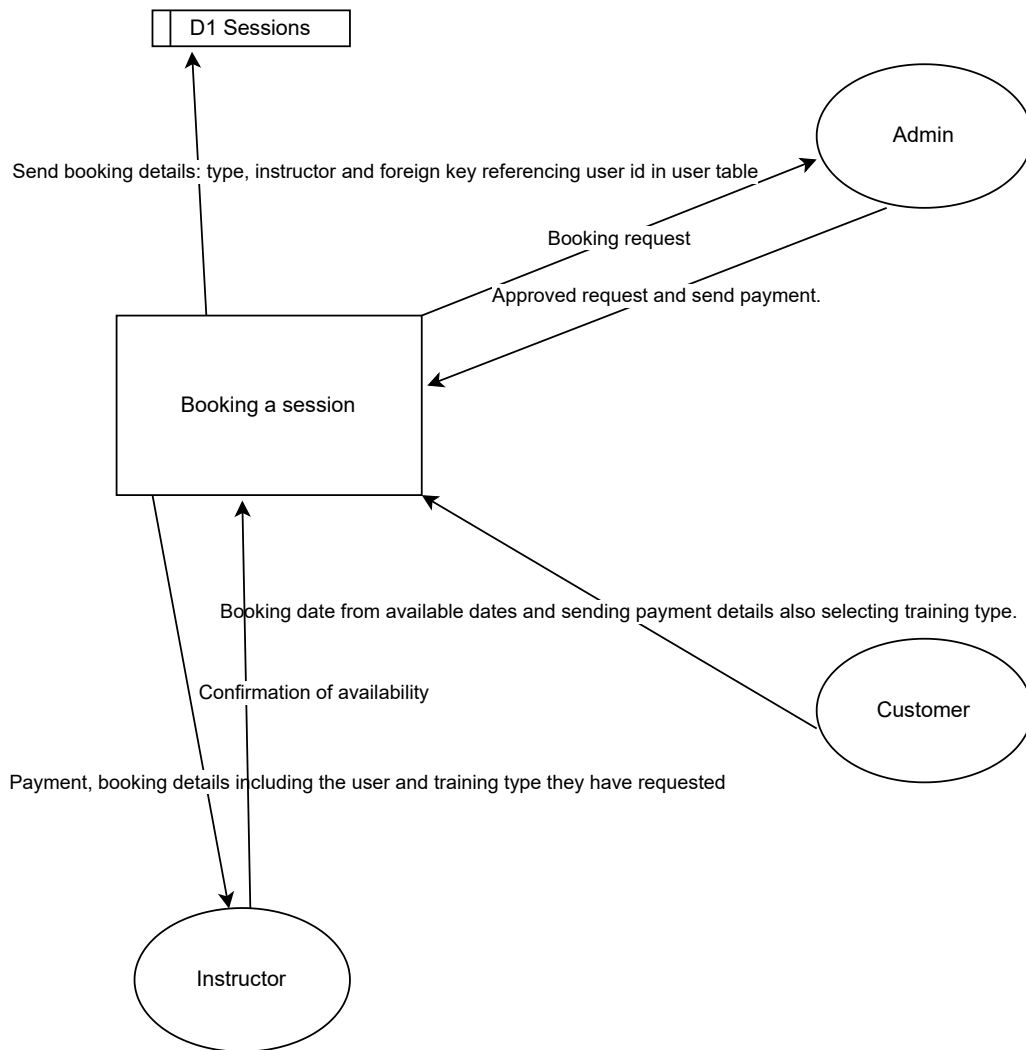 D1 Sessions
Admin
Send booking details: type, instructor and foreign key referencing user id in user table
Booking request
Approved request and send payment.
Booking a session
Booking date from available dates and sending payment details also selecting training type.
Confirmation of availability
Customer
Payment, booking details including the user and training type they have requested
Instructor